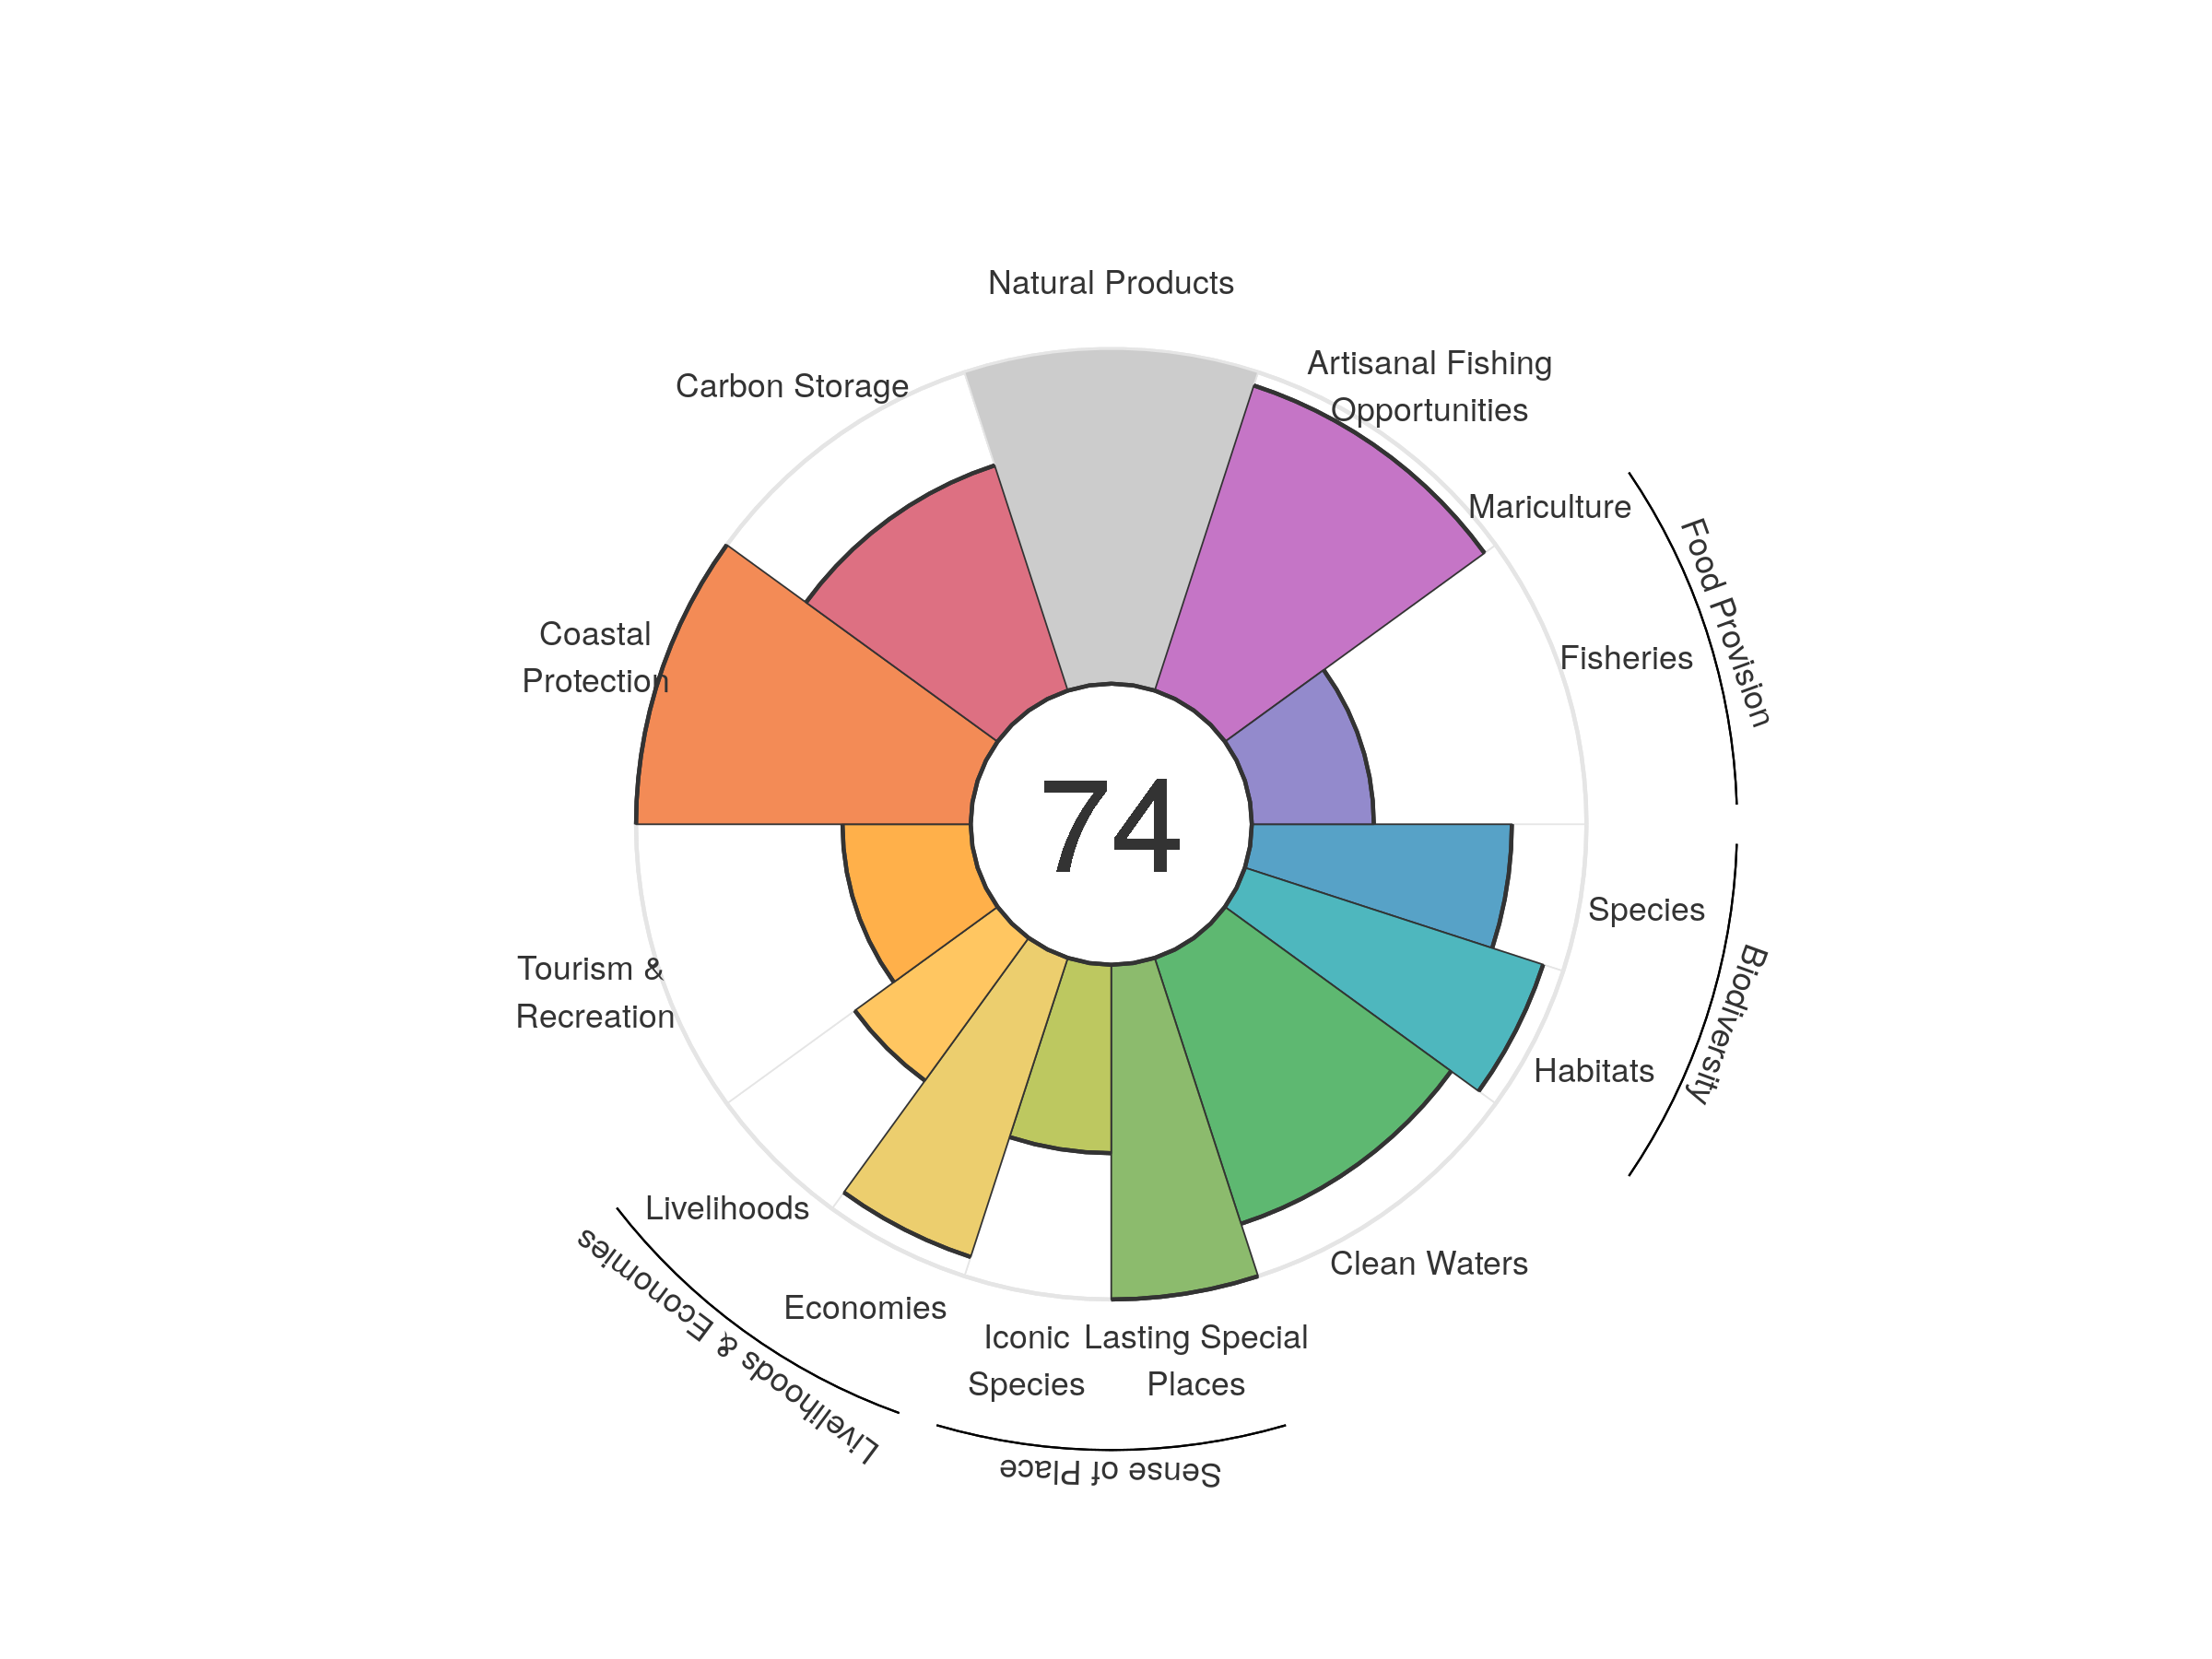 Natural Products
Artisanal Fishing
Opportunities
Carbon Storage
Mariculture
Food Provision
Fisheries
Coastal
Protection
74
Species
Biodiversity
Tourism &
Recreation
Habitats
Livelihoods
Clean Waters
Livelihoods & Economies
Economies
Iconic
Species
Lasting Special
Places
Sense of Place